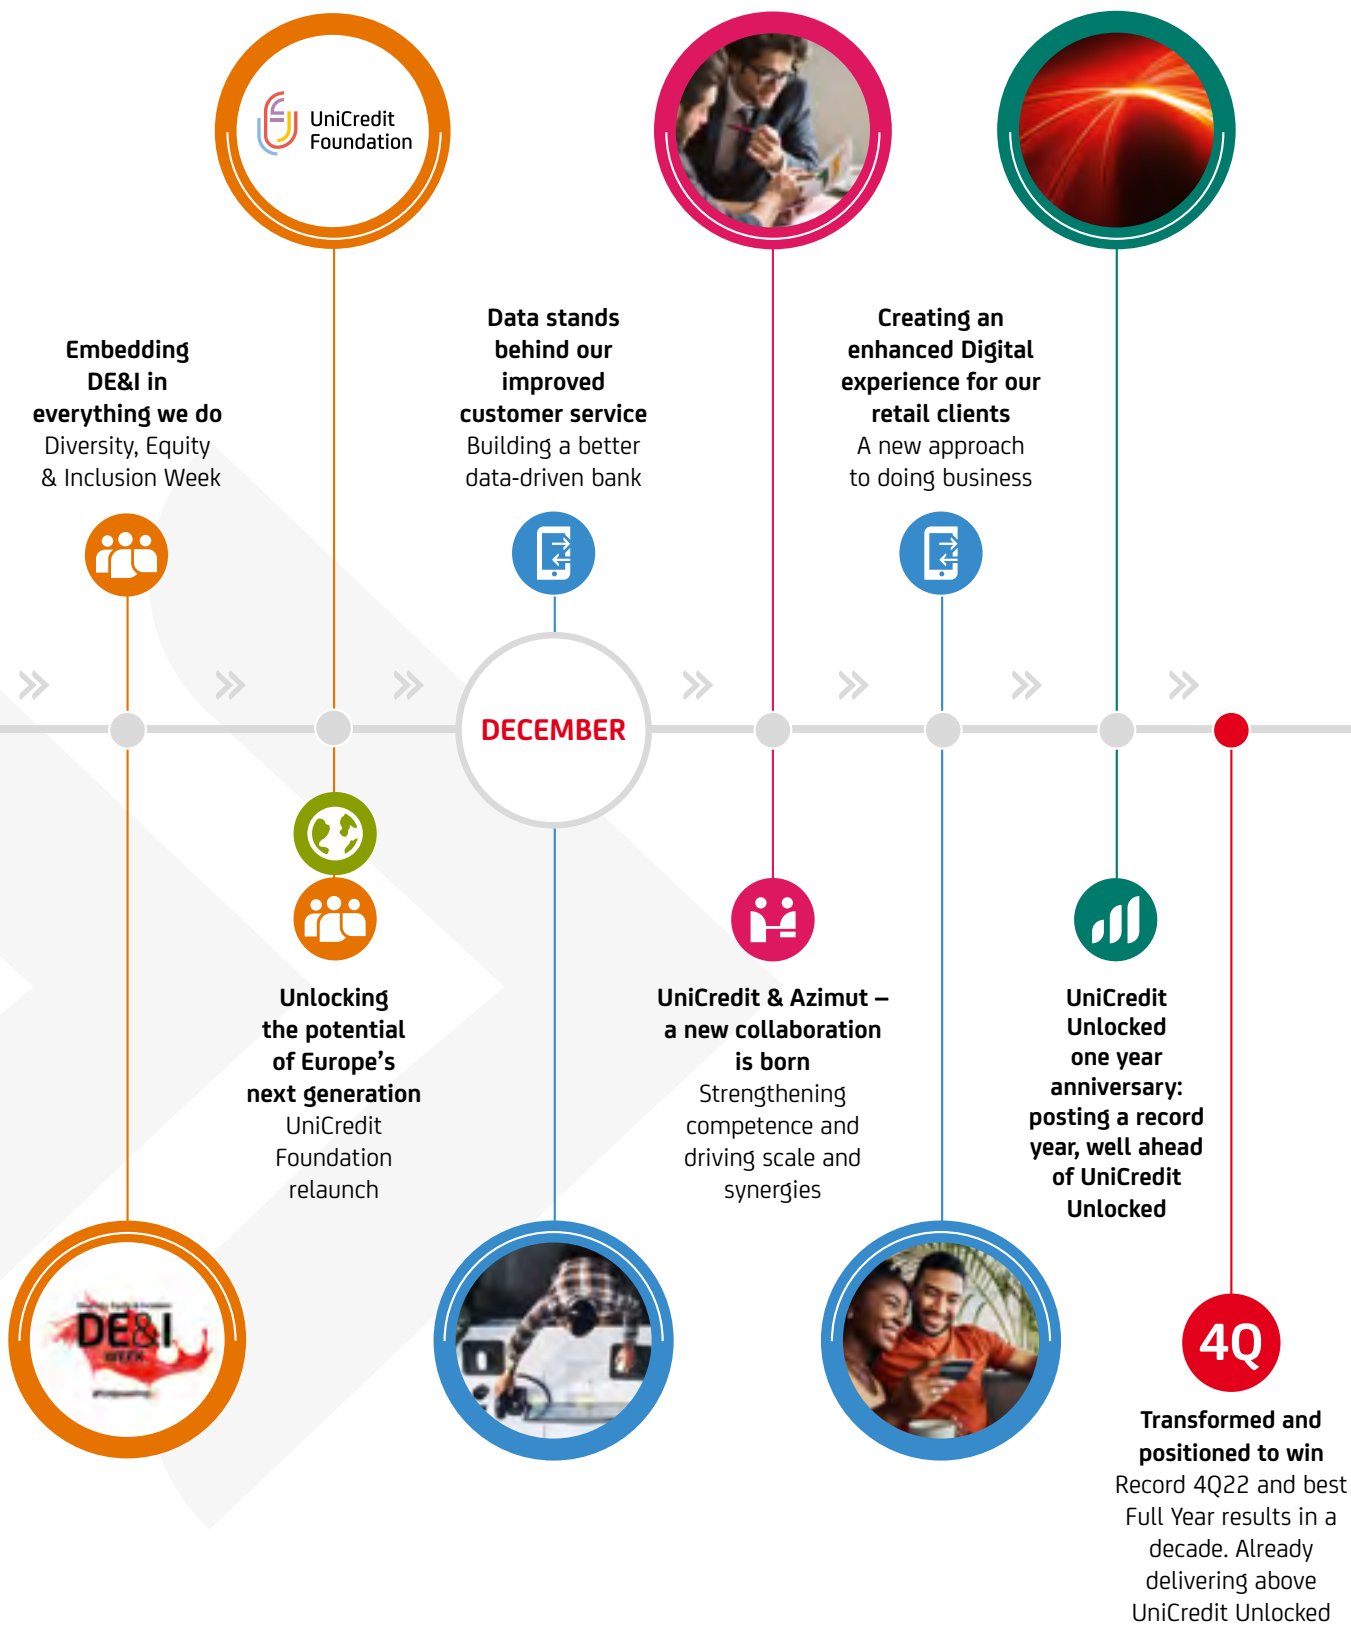 UniCredit
Foundation
Embedding
DE&I in
everything we do
Diversity, Equity
& Inclusion Week
Data stands
behind our
improved
customer service
Building a better
data-driven bank
Creating an
enhanced Digital
experience for our
retail clients
A new approach
to doing business
DECEMBER
Unlocking
the potential
of Europe’s
next generation
UniCredit
Foundation
relaunch
UniCredit & Azimut –
a new collaboration
is born
Strengthening
competence and
driving scale and
synergies
UniCredit
Unlocked
one year
anniversary:
posting a record
year, well ahead
of UniCredit
Unlocked
DE&I
WEEK
4Q
Transformed and
positioned to win
Record 4Q22 and best
Full Year results in a
decade. Already
delivering above
UniCredit Unlocked